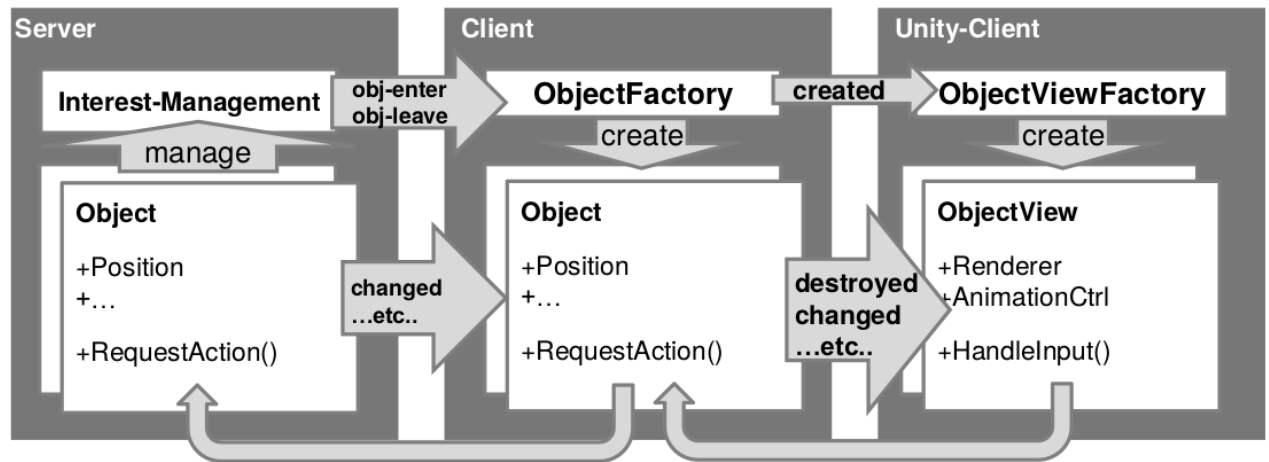 Server
Interest-Management
manage
Object
+Position
+...
+RequestAction()
obj-enter
obj-leave
changed
...etc..
Client
ObjectFactory
create
Object
+Position
+...
+RequestAction()
created
destroyed
changed
...etc..
Unity-Client
ObjectViewFactory
create
ObjectView
+Renderer
+AnimationCtrl
+HandleInput()